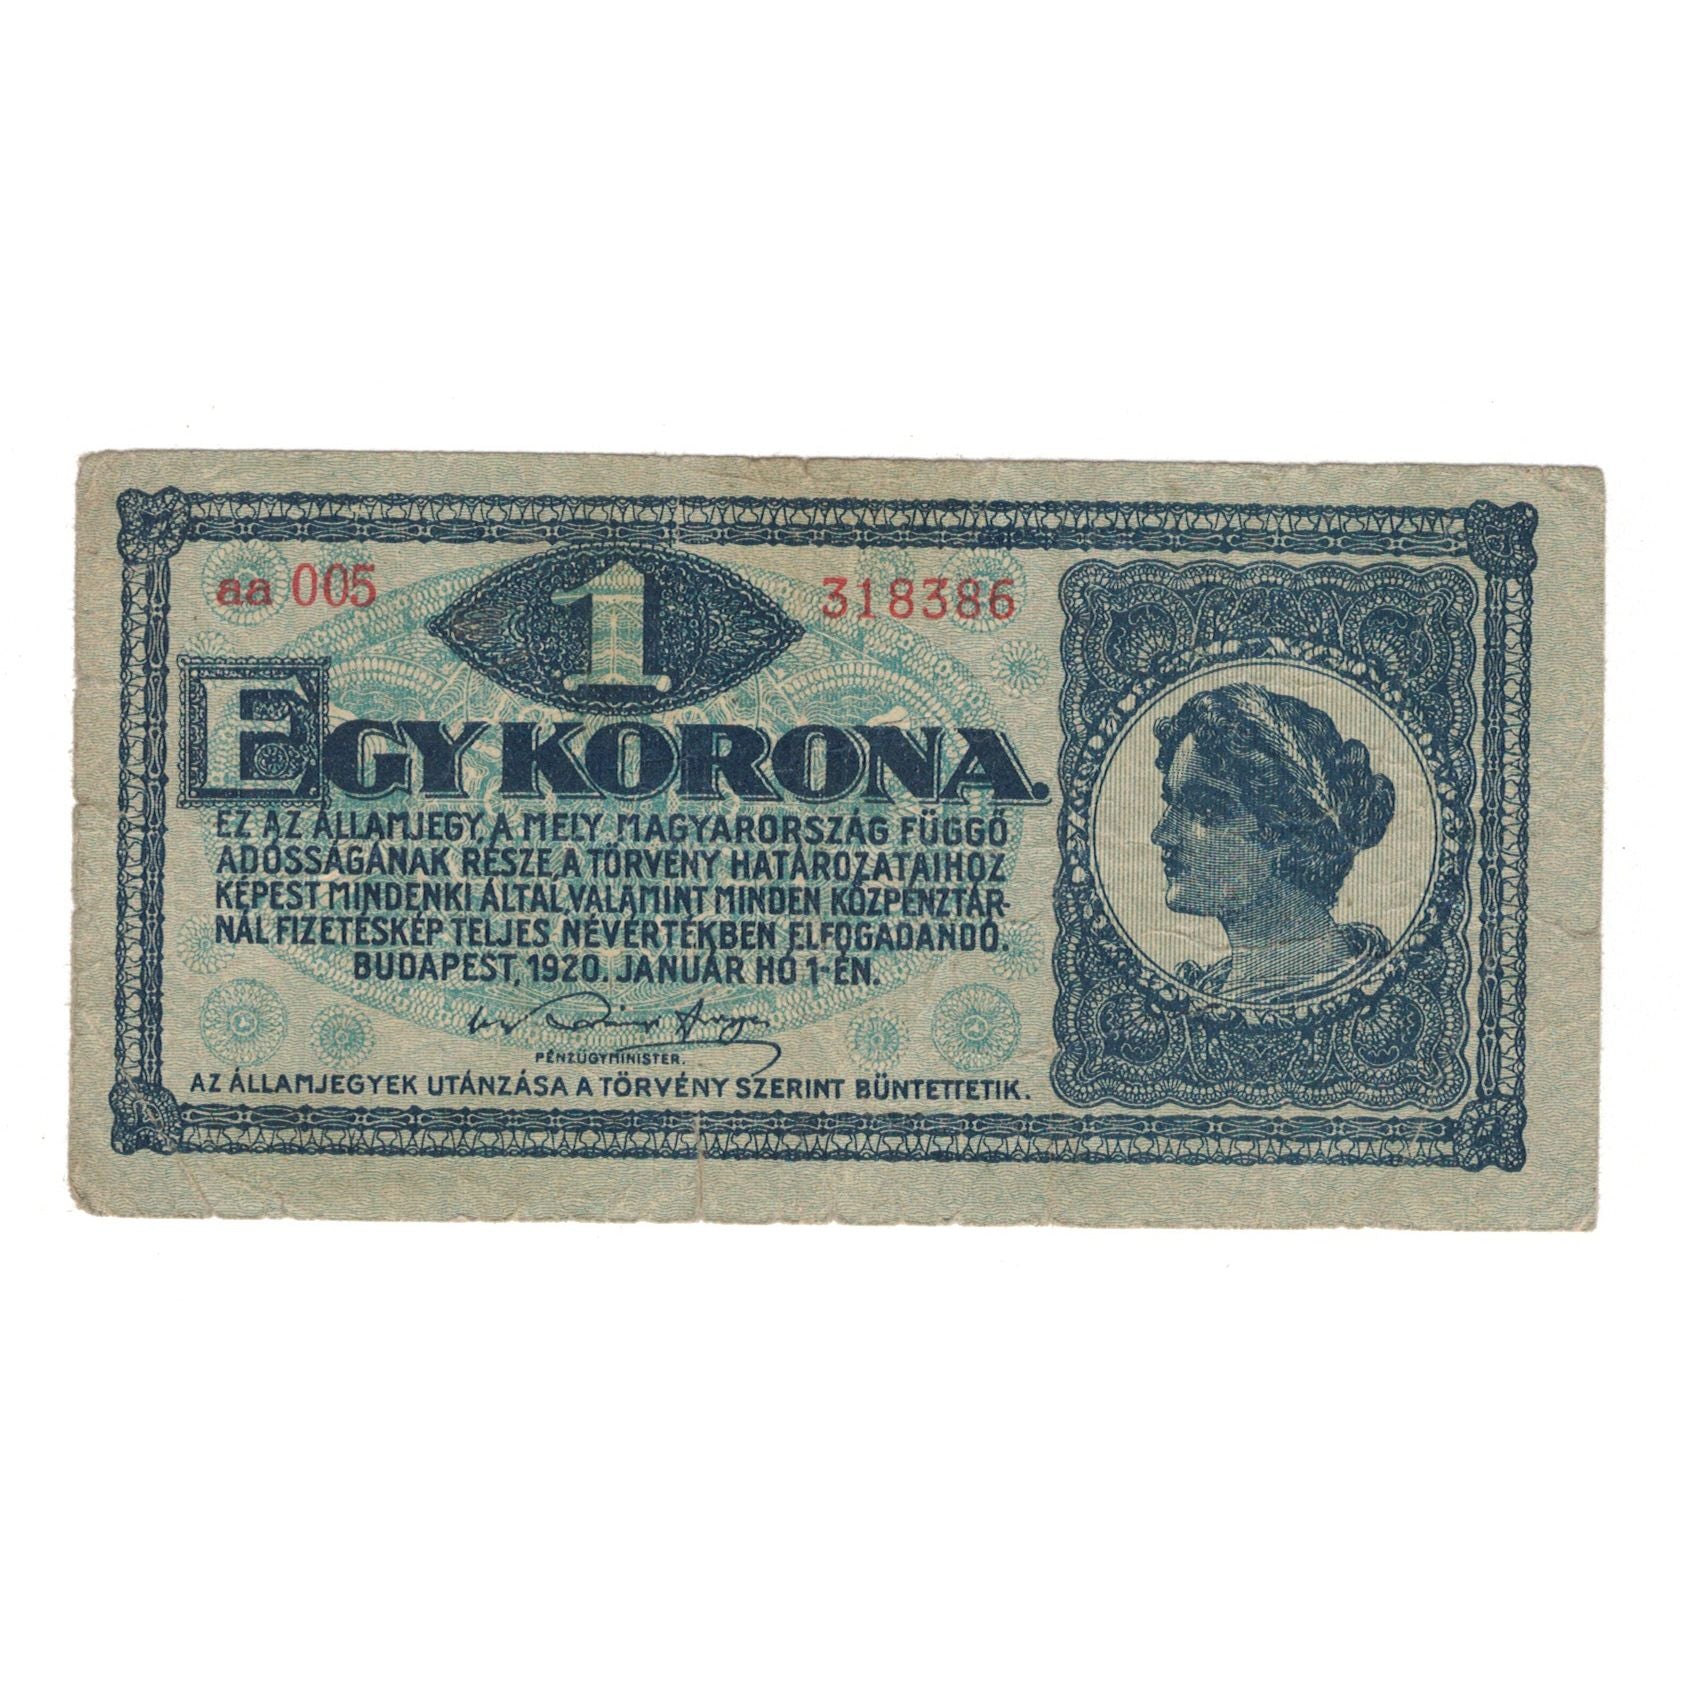 aa 005
1
318386
EGY KORONA.
EZ AZ ÁLLAMJEGY, A MELY MAGYARORSZÁG FÜGGŐ
ADÓSSÁGÁNAK RÉSZE A TÖRVÉNY HATÁROZATAIHOZ
KÉPEST MINDENKI ÁLTAL, VALAMINT MINDEN KÖZPÉNZTÁR-
NÁL FIZETÉSKÉP TELJES NÉVÉRTÉKBEN ELFOGADANDÓ.
BUDAPEST, 1920. JANUÁR HÓ 1-ÉN.
PÉNZÜGYMINISTER.
AZ ÁLLAMJEGYEK UTÁNZÁSA A TÖRVÉNY SZERINT BÜNTETTETIK.